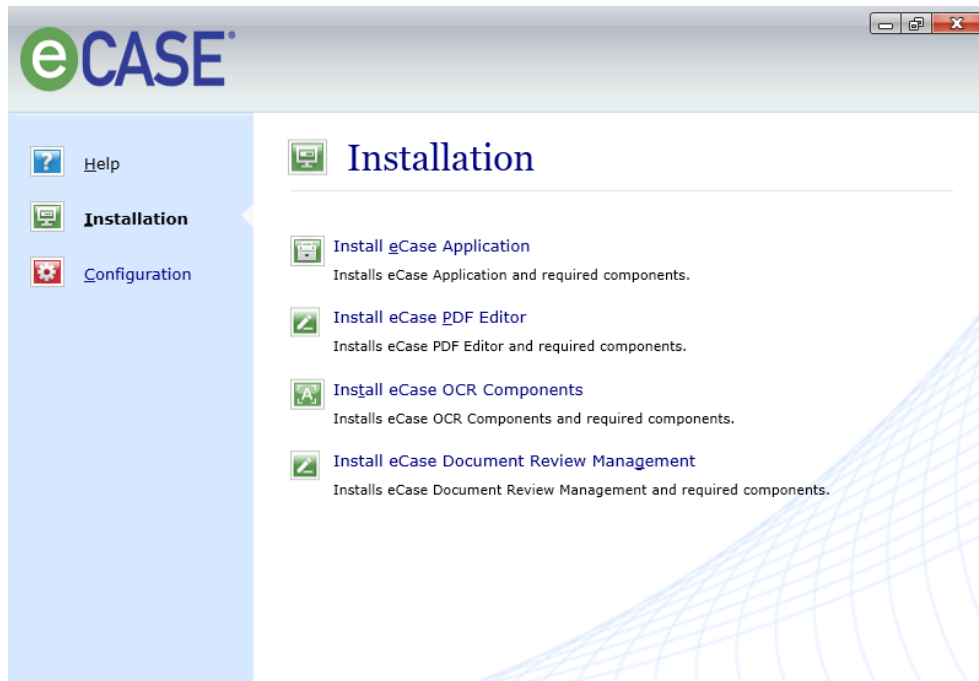 eCASE®
? Help
Installation
Configuration
Installation
Install eCase Application
Installs eCase Application and required components.
Install eCase PDF Editor
Installs eCase PDF Editor and required components.
Install eCase OCR Components
Installs eCase OCR Components and required components.
Install eCase Document Review Management
Installs eCase Document Review Management and required components.